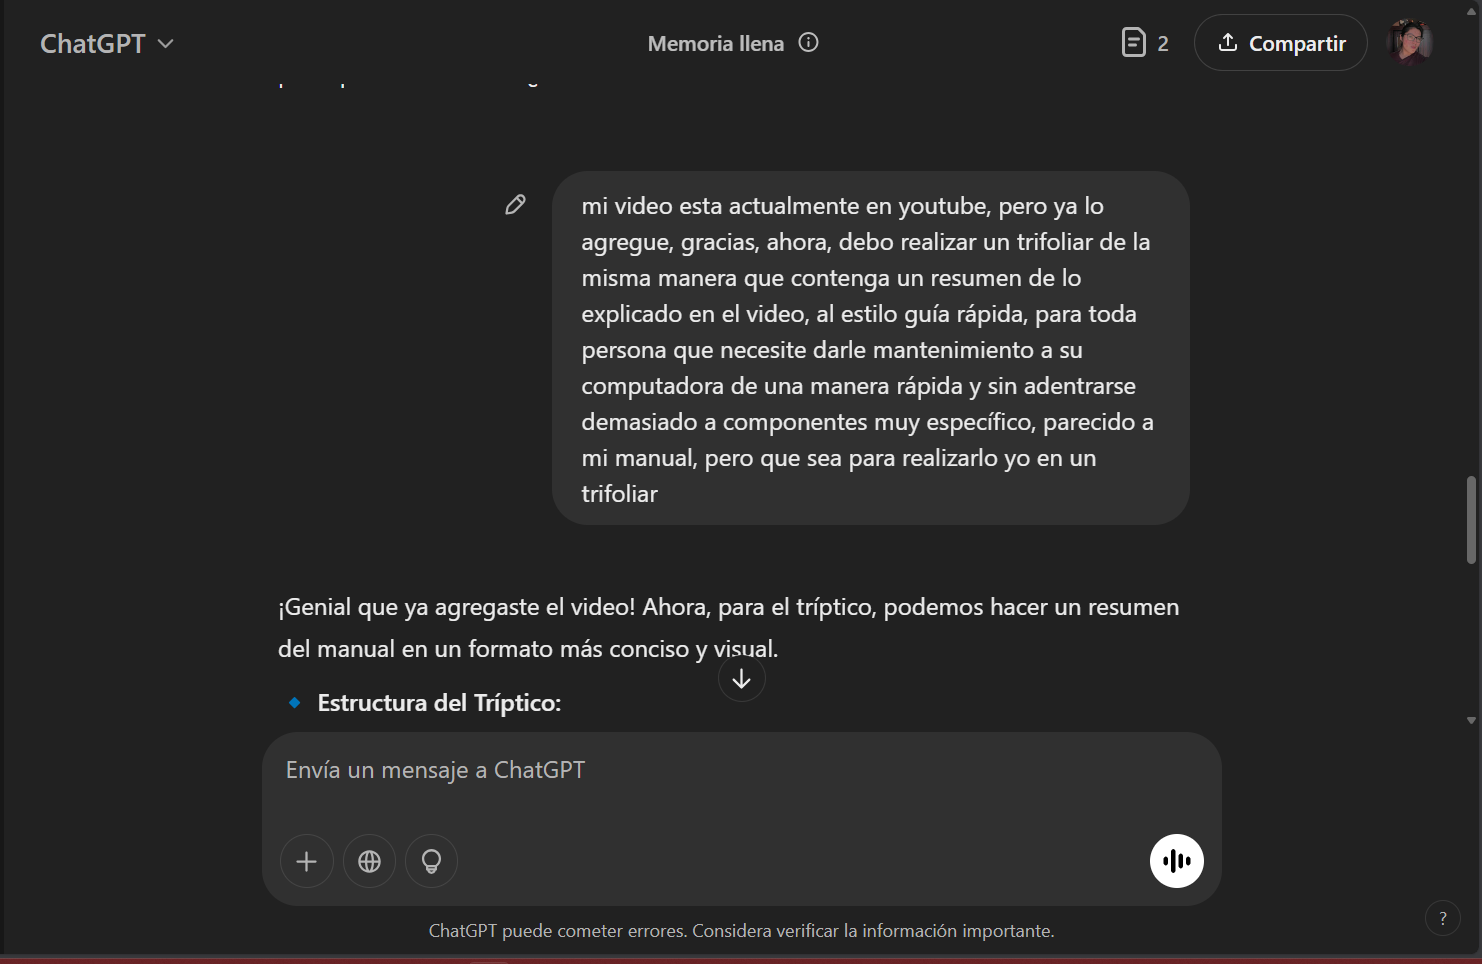 ChatGPT
Memoria llena
2
Compartir
mi video esta actualmente en youtube, pero ya lo
agregue, gracias, ahora, debo realizar un trifoliar de la
misma manera que contenga un resumen de lo
explicado en el video, al estilo guía rápida, para toda
persona que necesite darle mantenimiento a su
computadora de una manera rápida y sin adentrarse
demasiado a componentes muy específico, parecido a
mi manual, pero que sea para realizarlo yo en un
trifoliar
¡Genial que ya agregaste el video! Ahora, para el tríptico, podemos hacer un resumen
del manual en un formato más conciso y visual.
Estructura del Tríptico:
Envía un mensaje a ChatGPT
ChatGPT puede cometer errores. Considera verificar la información importante.
?